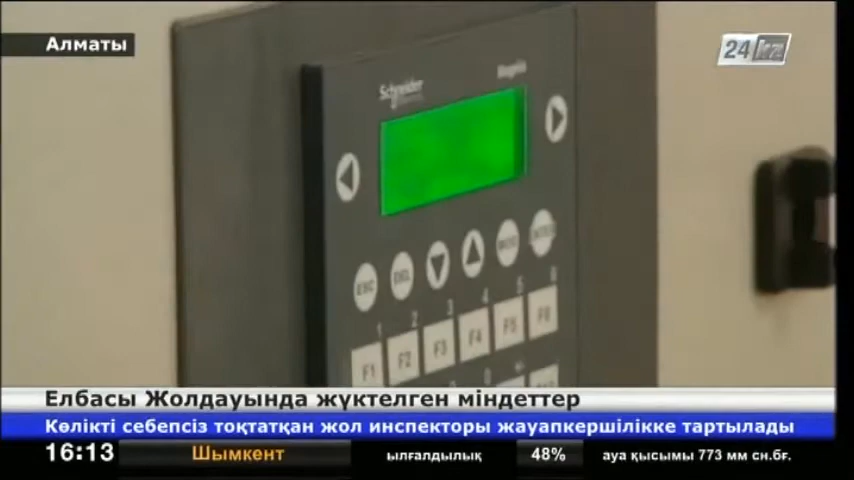 Алматы
24 kz
Schneider
Magelis
ESC
DEL
MOD
ENTER
1 2 3 4 5 6
F1 F2 F3 F4 F5 F6
Елбасы Жолдауында жүктелген міндеттер
Көлікті себепсіз тоқтатқан жол инспекторы жауапкершілікке тартылады
16:13 Шымкент ылғалдылық 48% ауа қысымы 773 мм сн.бғ.